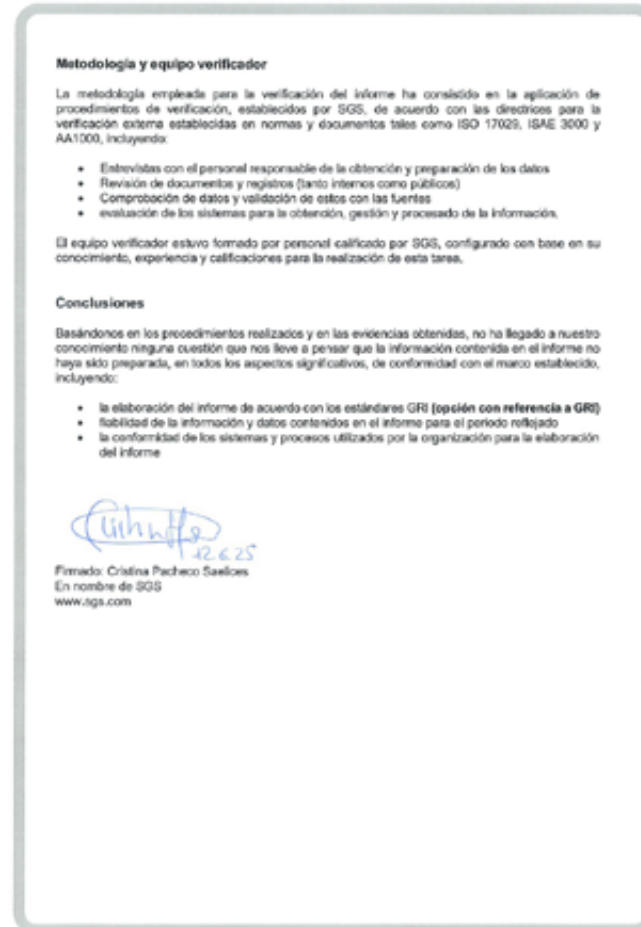 Metodología y equipo verificador
La metodología empleada para la verificación del informe ha consistido en la aplicación de
procedimientos de verificación, establecidos por SGS, de acuerdo con las directrices para la
verificación externa establecidas en normas y documentos tales como ISO 17029, ISAE 3000 y
AA1000, incluyendo:
• Entrevistas con el personal responsable de la obtención y preparación de los datos
• Revisión de documentos y registros (tanto internos como públicos)
• Comprobación de datos y validación de estos con las fuentes
• evaluación de los sistemas para la obtención, gestión y procesado de la información.
El equipo verificador estuvo formado por personal calificado por SGS, configurado con base en su
conocimiento, experiencia y calificaciones para la realización de esta tarea.
Conclusiones
Basándonos en los procedimientos realizados y en las evidencias obtenidas, no ha llegado a nuestro
conocimiento ninguna cuestión que nos lleve a pensar que la información contenida en el informe no
haya sido preparada, en todos los aspectos significativos, de conformidad con el marco establecido,
incluyendo:
• la elaboración del informe de acuerdo con los estándares GRI (opción con referencia a GRI)
• fiabilidad de la información y datos contenidos en el informe para el periodo reflejado
• la conformidad de los sistemas y procesos utilizados por la organización para la elaboración
del informe
12.6.25
Firmado: Cristina Pacheco Saelices
En nombre de SGS
www.sgs.com